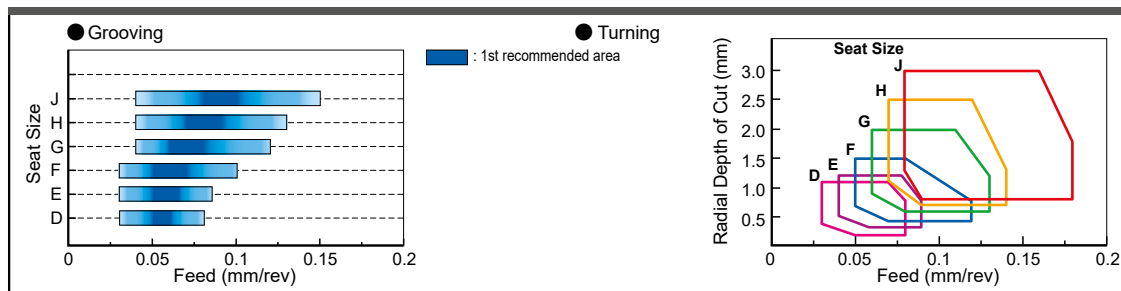 ● Grooving
: 1st recommended area
Seat Size
J
H
G
F
E
D
0 0.05 0.1 0.15 0.2
Feed (mm/rev)
● Turning
Seat Size
Radial Depth of Cut (mm)
3.0
2.5
2.0
1.5
1.0
0.5
J
H
G
F
E
D
0 0.05 0.1 0.15 0.2
Feed (mm/rev)